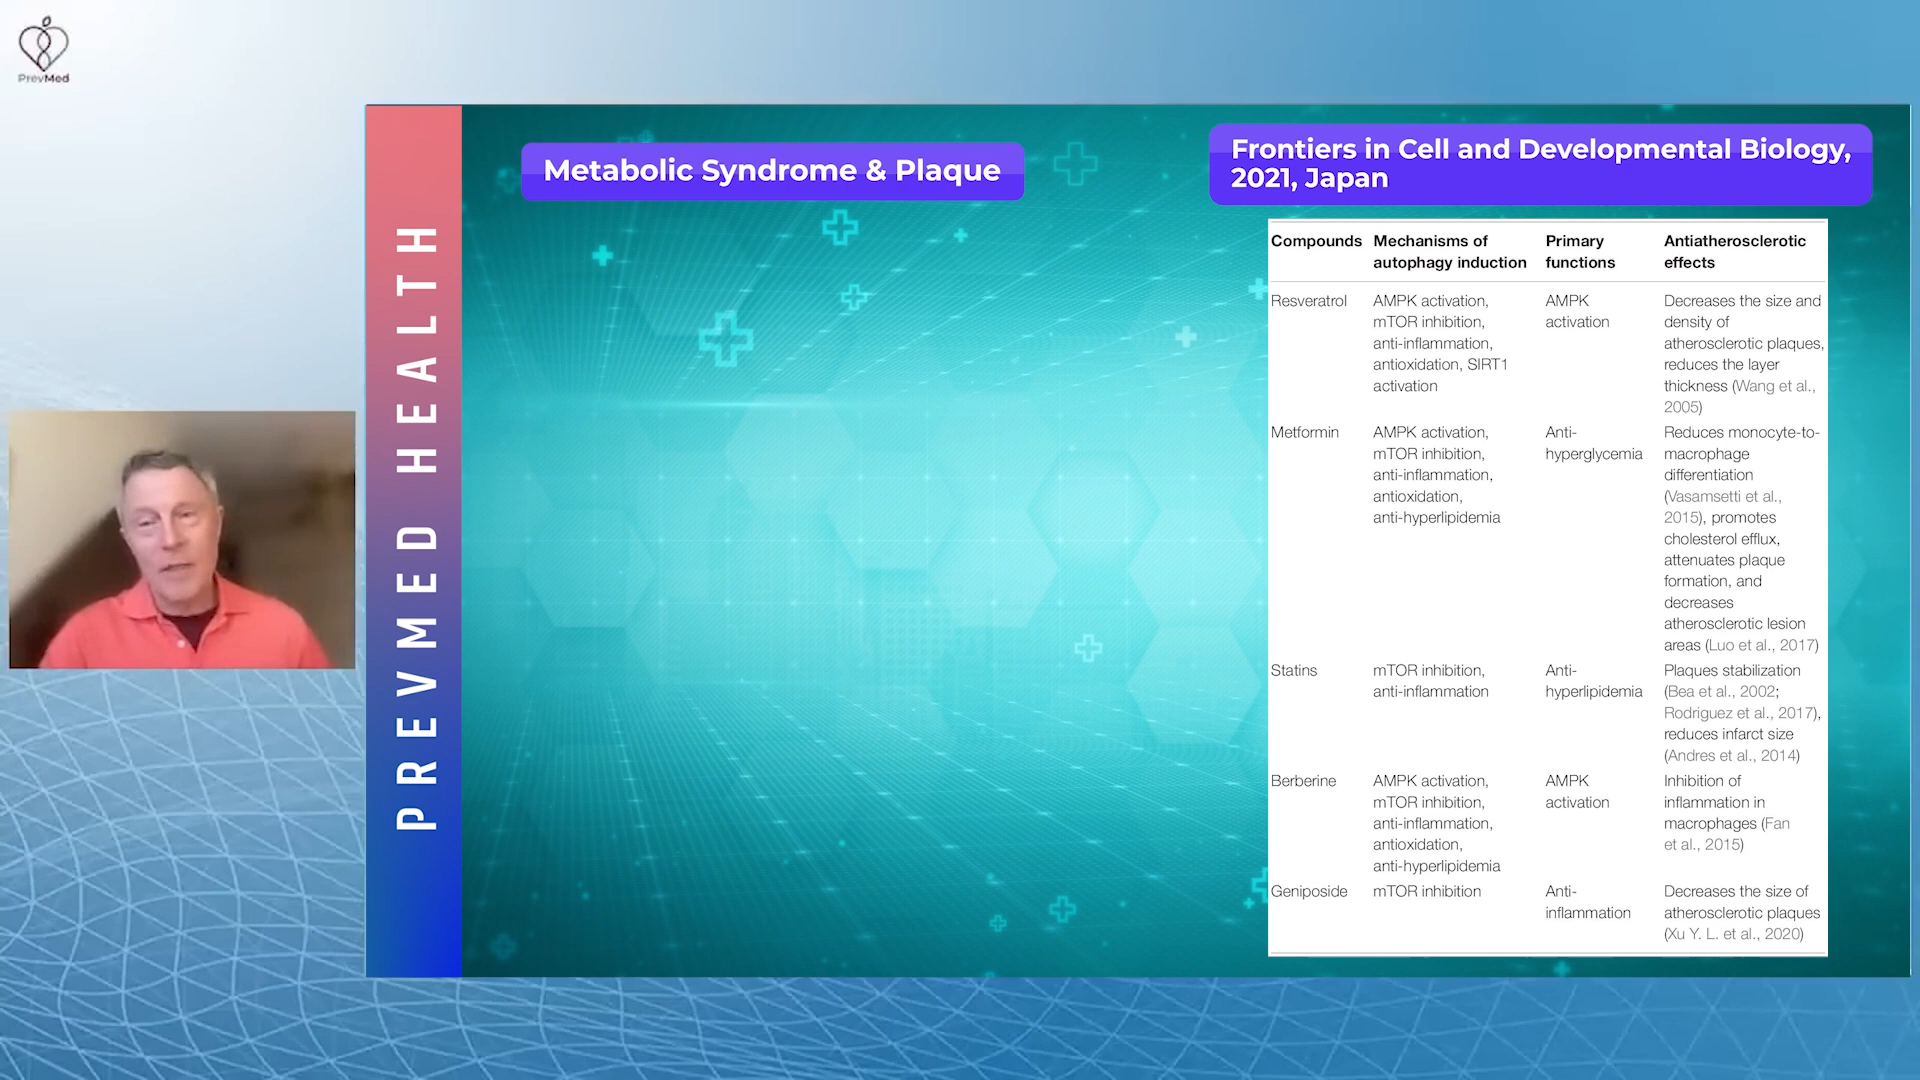 PrevMed
PREVMED HEALTH
Metabolic Syndrome & Plaque
Frontiers in Cell and Developmental Biology,
2021, Japan
Compounds Mechanisms of autophagy induction Primary functions Antiatherosclerotic effects
Resveratrol
AMPK activation,
mTOR inhibition,
anti-inflammation,
antioxidation, SIRT1
activation
AMPK
activation
Decreases the size and
density of
atherosclerotic plaques,
reduces the layer
thickness (Wang et al.,
2005)
Metformin
AMPK activation,
mTOR inhibition,
anti-inflammation,
antioxidation,
anti-hyperlipidemia
Anti-
hyperglycemia
Reduces monocyte-to-
macrophage
differentiation
(Vasamsetti et al.,
2015), promotes
cholesterol efflux,
attenuates plaque
formation, and
decreases
atherosclerotic lesion
areas (Luo et al., 2017)
Statins
mTOR inhibition,
anti-inflammation
Anti-
hyperlipidemia
Plaques stabilization
(Bea et al., 2002;
Rodriguez et al., 2017),
reduces infarct size
(Andres et al., 2014)
Berberine
AMPK activation,
mTOR inhibition,
anti-inflammation,
antioxidation,
anti-hyperlipidemia
AMPK
activation
Inhibition of
inflammation in
macrophages (Fan
et al., 2015)
Geniposide
mTOR inhibition
Anti-
inflammation
Decreases the size of
atherosclerotic plaques
(Xu Y. L. et al., 2020)